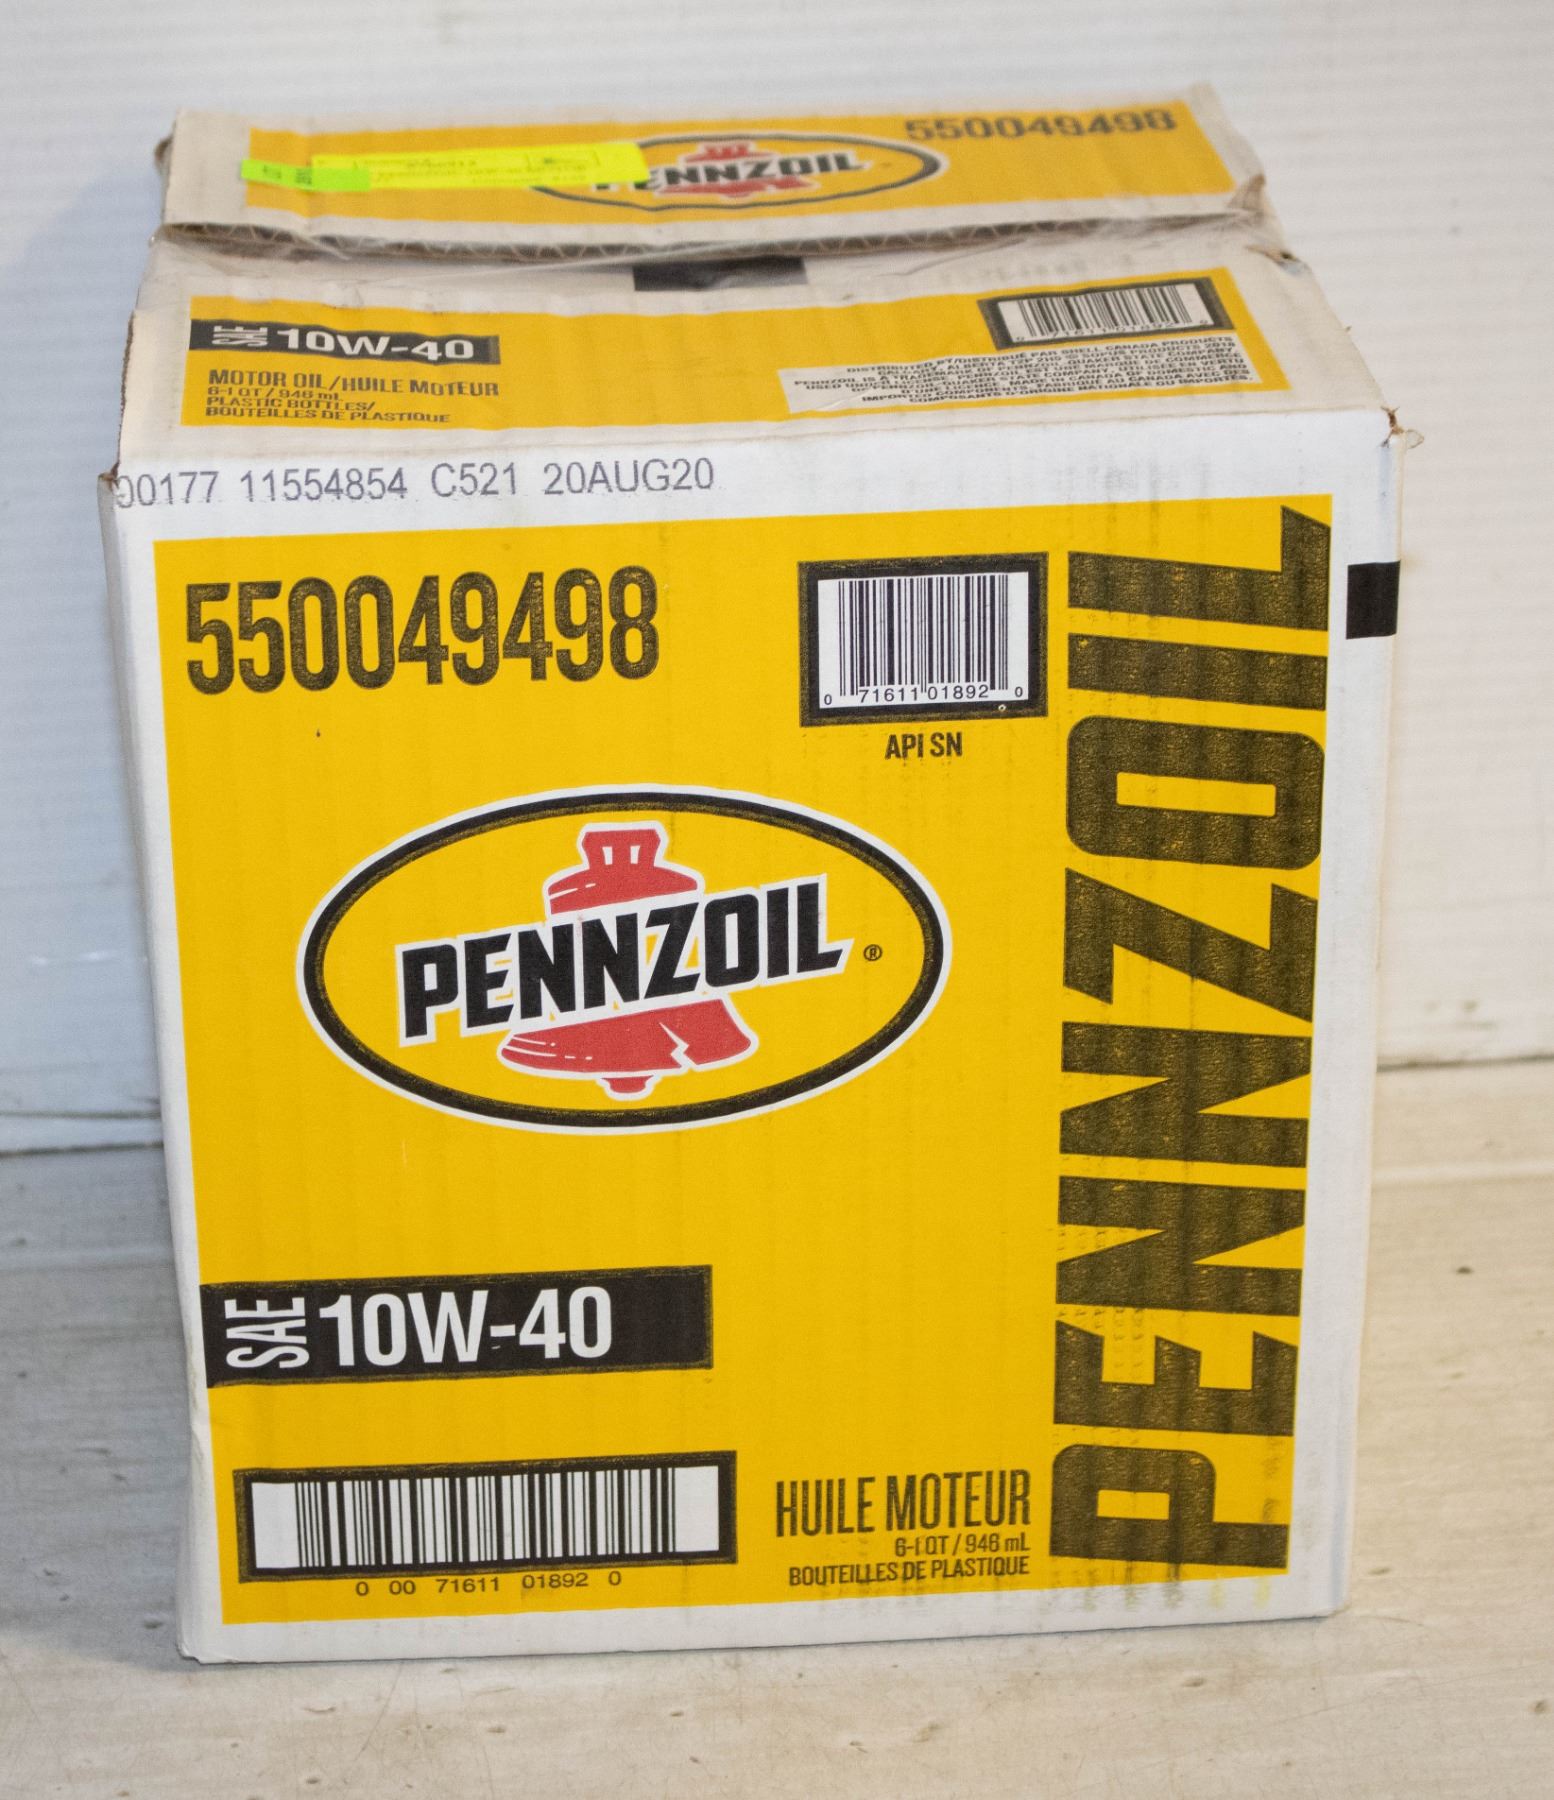 550049498
PENNZOIL
SAE 10W-40
MOTOR OIL/HUILE MOTEUR
6-1 QT / 946 mL
PLASTIC BOTTLES/
BOUTEILLES DE PLASTIQUE
00177 11554854 C521 20AUG20
550049498
0 71611 01892 0
API SN
PENNZOIL ®
PENNZOIL
SAE 10W-40
0 00 71611 01892 0
HUILE MOTEUR
6-1 QT / 946 mL
BOUTEILLES DE PLASTIQUE